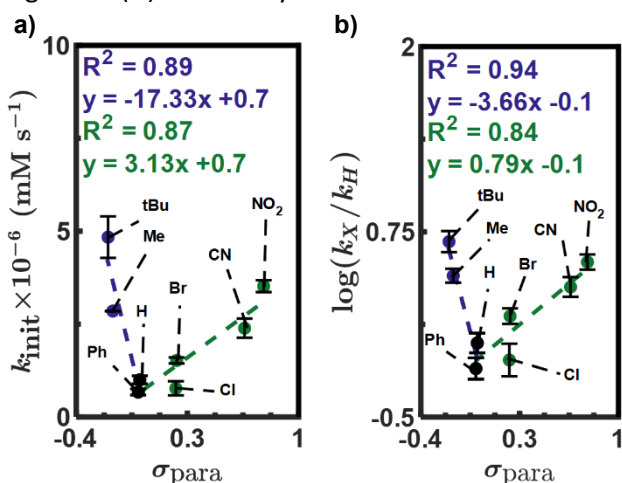 a)
10
5
0
-0.4
0.3
1
k_init ×10⁻⁶ (mM s⁻¹)
σ_para
R² = 0.89
y = -17.33x +0.7
R² = 0.87
y = 3.13x +0.7
tBu
Me
H
Ph
Br
Cl
CN
NO₂
b)
2
0.75
-0.5
-0.4
0.3
1
log(k_X/k_H)
σ_para
R² = 0.94
y = -3.66x -0.1
R² = 0.84
y = 0.79x -0.1
tBu
Me
H
Ph
Br
Cl
CN
NO₂